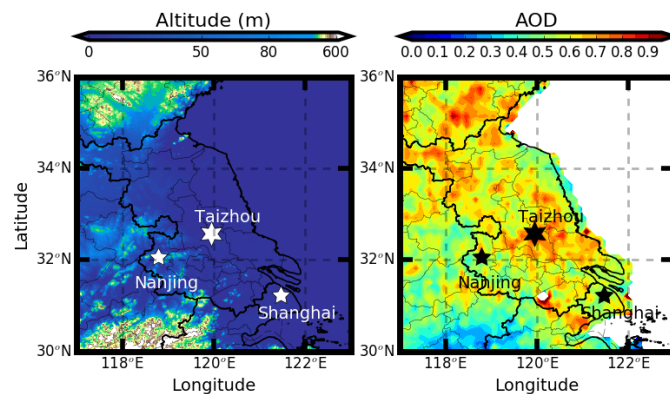 Altitude (m)
0 50 80 600
36°N
34°N
32°N
30°N
Latitude
Taizhou
Nanjing
Shanghai
118°E 120°E 122°E
Longitude
AOD
0.0 0.1 0.2 0.3 0.4 0.5 0.6 0.7 0.8 0.9
36°N
34°N
32°N
30°N
Taizhou
Nanjing
Shanghai
118°E 120°E 122°E
Longitude